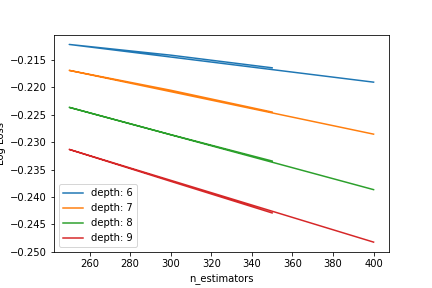 -0.215
-0.220
-0.225
-0.230
-0.235
-0.240
-0.245
-0.250
Log Loss
depth: 6
depth: 7
depth: 8
depth: 9
260 280 300 320 340 360 380 400
n_estimators